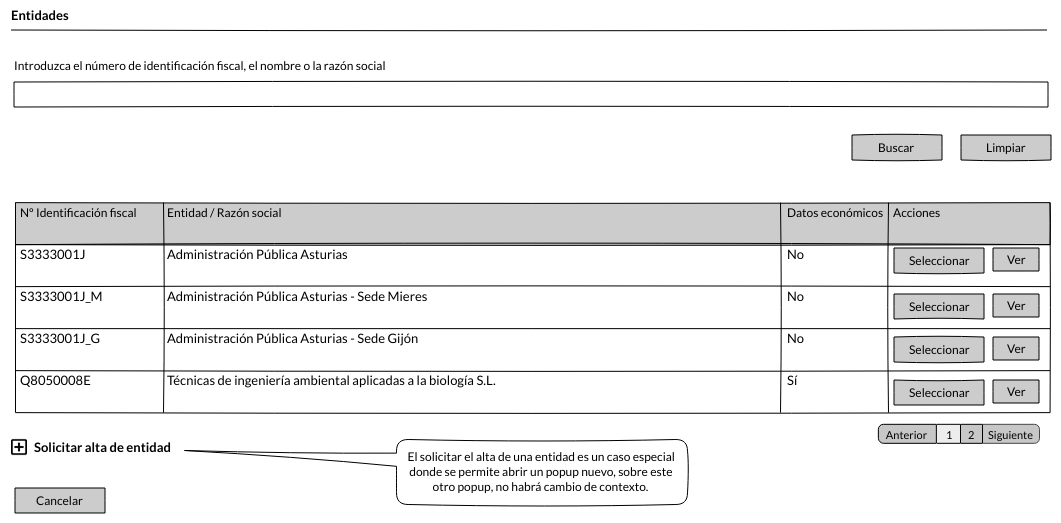 Entidades
Introduzca el número de identificación fiscal, el nombre o la razón social
Buscar Limpiar
Nº Identificación fiscal Entidad / Razón social Datos económicos Acciones
S3333001J Administración Pública Asturias No Seleccionar Ver
S3333001J_M Administración Pública Asturias - Sede Mieres No Seleccionar Ver
S3333001J_G Administración Pública Asturias - Sede Gijón No Seleccionar Ver
Q8050008E Técnicas de ingeniería ambiental aplicadas a la biología S.L. Sí Seleccionar Ver
Anterior 1 2 Siguiente
Solicitar alta de entidad
El solicitar el alta de una entidad es un caso especial
donde se permite abrir un popup nuevo, sobre este
otro popup, no habrá cambio de contexto.
Cancelar